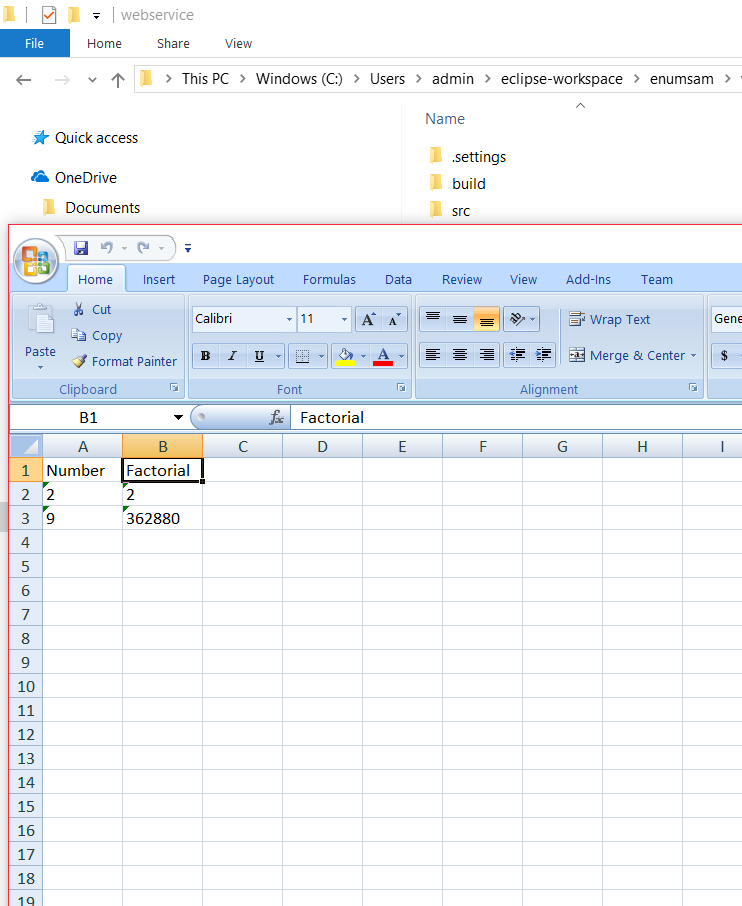 webservice
File Home Share View
This PC > Windows (C:) > Users > admin > eclipse-workspace > enumsam >
Name
Quick access
OneDrive
Documents
.settings
build
src
Home Insert Page Layout Formulas Data Review View Add-Ins Team
Paste
Cut
Copy
Format Painter
Clipboard
Calibri 11 A A
B I U A
Font
Wrap Text
Merge & Center
Alignment
Gene
$
B1 fx Factorial
A B C D E F G H I
1 Number Factorial
2 2 2
3 9 362880
4
5
6
7
8
9
10
11
12
13
14
15
16
17
18
19